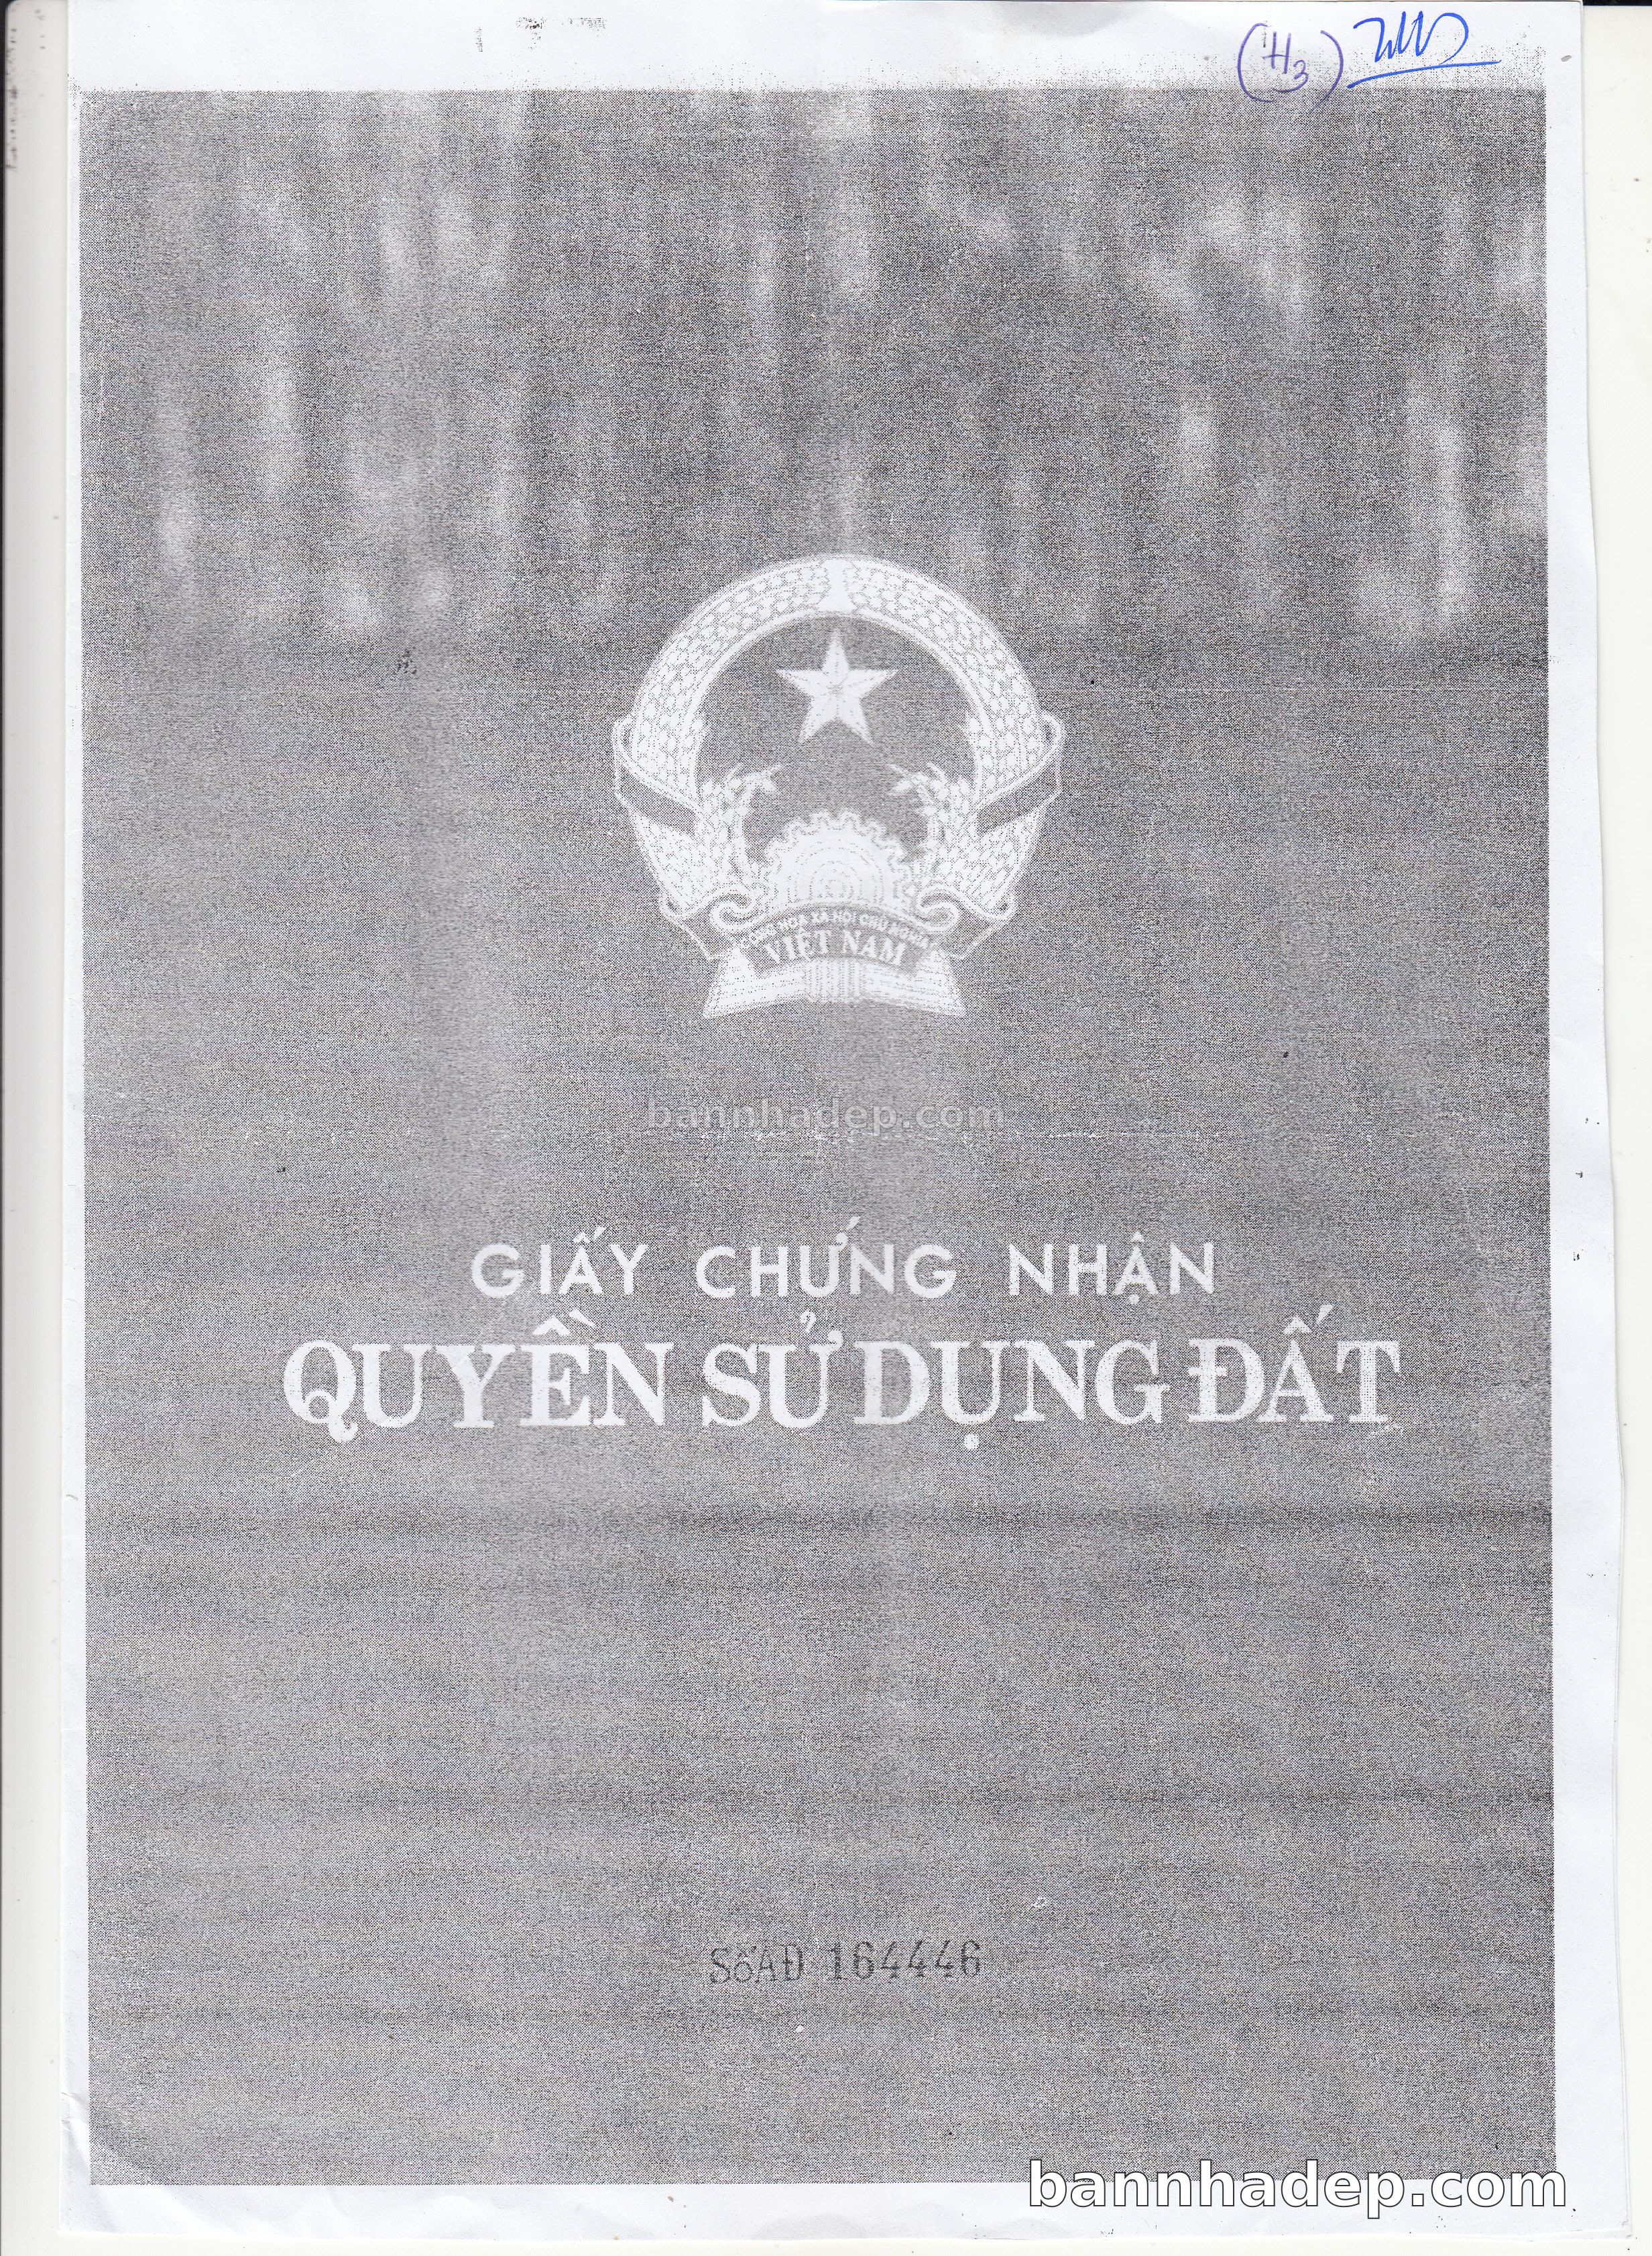 (H3)
CỘNG HÒA XÃ HỘI CHỦ NGHĨA
VIỆT NAM
bannhadep.com
GIẤY CHỨNG NHẬN
QUYỀN SỬ DỤNG ĐẤT
Số AĐ 164446
bannhadep.com